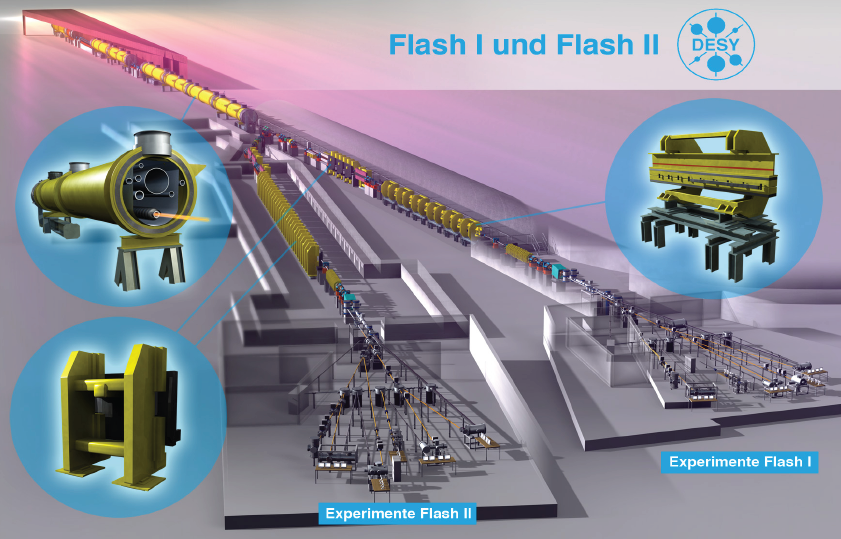 Flash I und Flash II
DESY
Experimente Flash I
Experimente Flash II